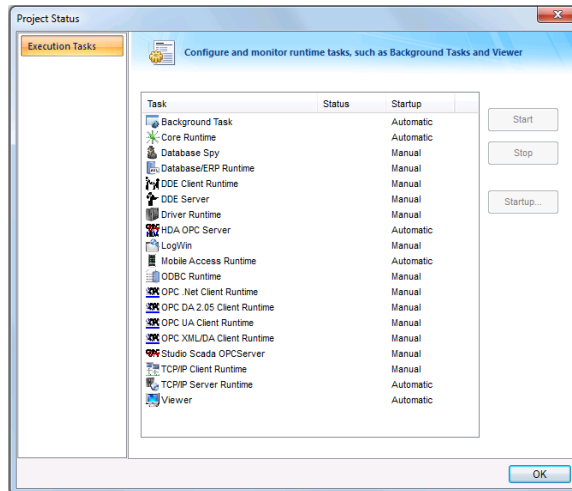 Project Status
Execution Tasks
Configure and monitor runtime tasks, such as Background Tasks and Viewer
Task Status Startup
Background Task Automatic
Core Runtime Automatic
Database Spy Manual
Database/ERP Runtime Manual
DDE Client Runtime Manual
DDE Server Manual
Driver Runtime Manual
HDA OPC Server Automatic
LogWin Manual
Mobile Access Runtime Automatic
ODBC Runtime Manual
OPC .Net Client Runtime Manual
OPC DA 2.05 Client Runtime Manual
OPC UA Client Runtime Manual
OPC XML/DA Client Runtime Manual
Studio Scada OPCServer Manual
TCP/IP Client Runtime Manual
TCP/IP Server Runtime Automatic
Viewer Automatic
Start
Stop
Startup...
OK